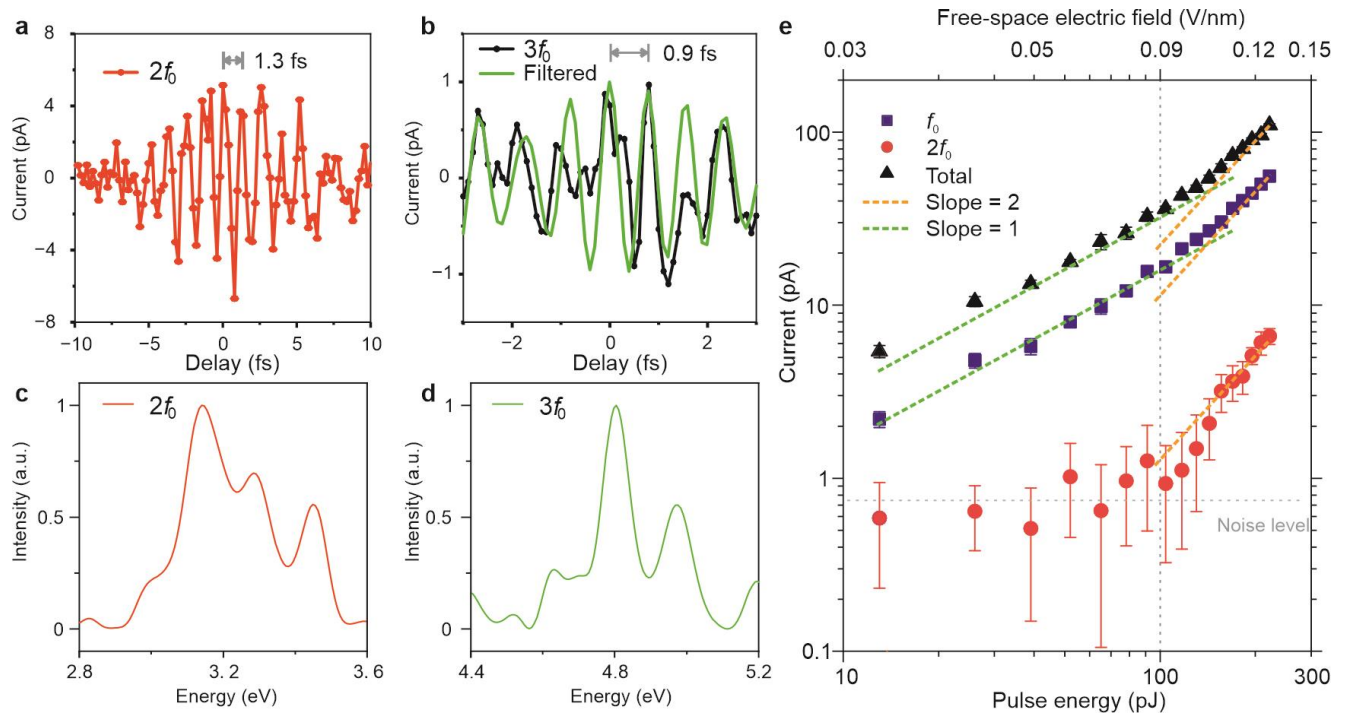 a
8
4
0
−4
−8
Current (pA)
2f₀
1.3 fs
−10
−5
0
5
10
Delay (fs)
b
1
0
−1
Current (pA)
3f₀
Filtered
0.9 fs
−2
0
2
Delay (fs)
c
1
0.5
0
Intensity (a.u.)
2f₀
2.8
3.2
3.6
Energy (eV)
d
1
0.5
0
Intensity (a.u.)
3f₀
4.4
4.8
5.2
Energy (eV)
e
Free-space electric field (V/nm)
0.03
0.05
0.09
0.12
0.15
100
10
1
0.1
Current (pA)
f₀
2f₀
Total
Slope = 2
Slope = 1
Noise level
10
100
300
Pulse energy (pJ)